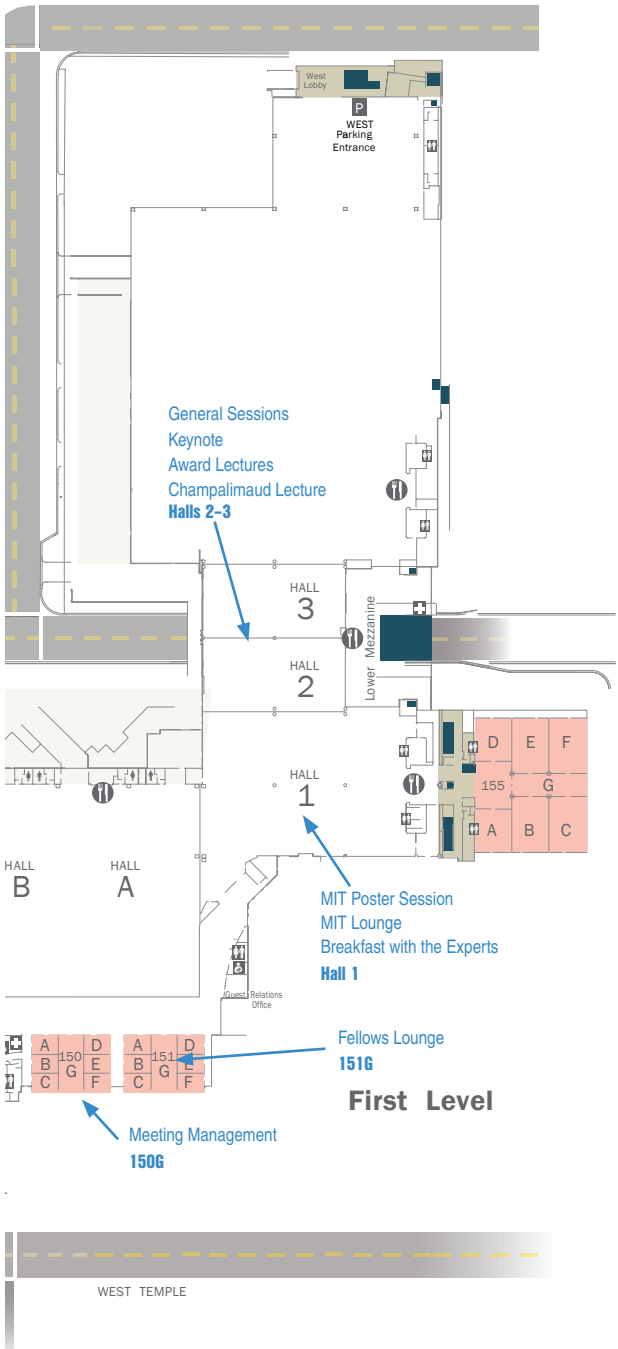 West
Lobby
P
WEST
Parking
Entrance
General Sessions
Keynote
Award Lectures
Champalimaud Lecture
Halls 2–3
HALL
3
Lower Mezzanine
HALL
2
D E F
155 G
A B C
HALL
1
HALL
B
HALL
A
MIT Poster Session
MIT Lounge
Breakfast with the Experts
Hall 1
Guest Relations
Office
A D
150
B E
G
C F
A D
151
B E
G
C F
Fellows Lounge
151G
First Level
Meeting Management
150G
.
WEST TEMPLE